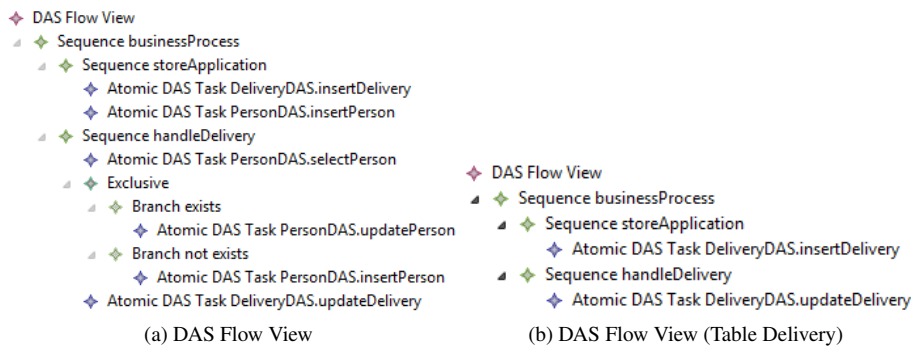 DAS Flow View
Sequence businessProcess
Sequence storeApplication
Atomic DAS Task DeliveryDAS.insertDelivery
Atomic DAS Task PersonDAS.insertPerson
Sequence handleDelivery
Atomic DAS Task PersonDAS.selectPerson
Exclusive
Branch exists
Atomic DAS Task PersonDAS.updatePerson
Branch not exists
Atomic DAS Task PersonDAS.insertPerson
Atomic DAS Task DeliveryDAS.updateDelivery
(a) DAS Flow View
DAS Flow View
Sequence businessProcess
Sequence storeApplication
Atomic DAS Task DeliveryDAS.insertDelivery
Sequence handleDelivery
Atomic DAS Task DeliveryDAS.updateDelivery
(b) DAS Flow View (Table Delivery)